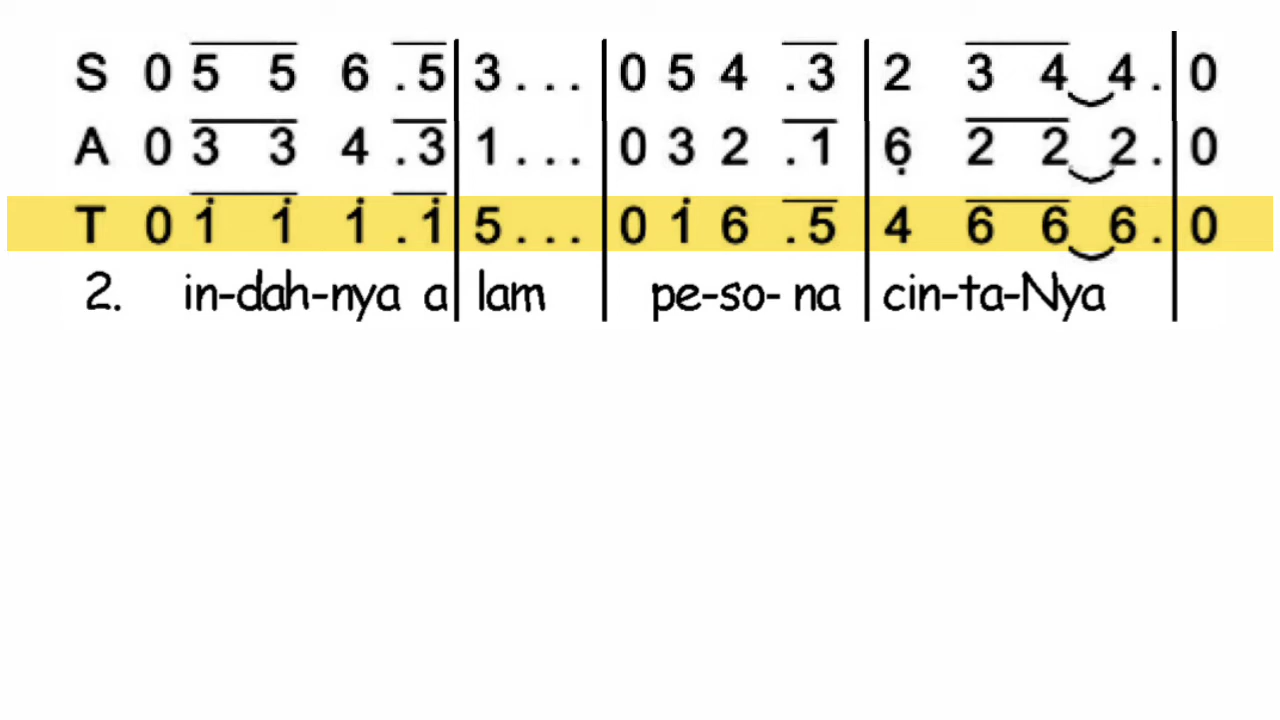 S 0 5 5 6 .5 | 3 . . . | 0 5 4 .3 | 2 3 4 4 . | 0
A 0 3 3 4 .3 | 1 . . . | 0 3 2 .1 | 6̣ 2 2 2 . | 0
T 0 1̇ 1̇ 1̇ .1̇ | 5 . . . | 0 1̇ 6 .5 | 4 6 6 6 . | 0
2. in-dah-nya a | lam | pe-so- na | cin-ta-Nya |